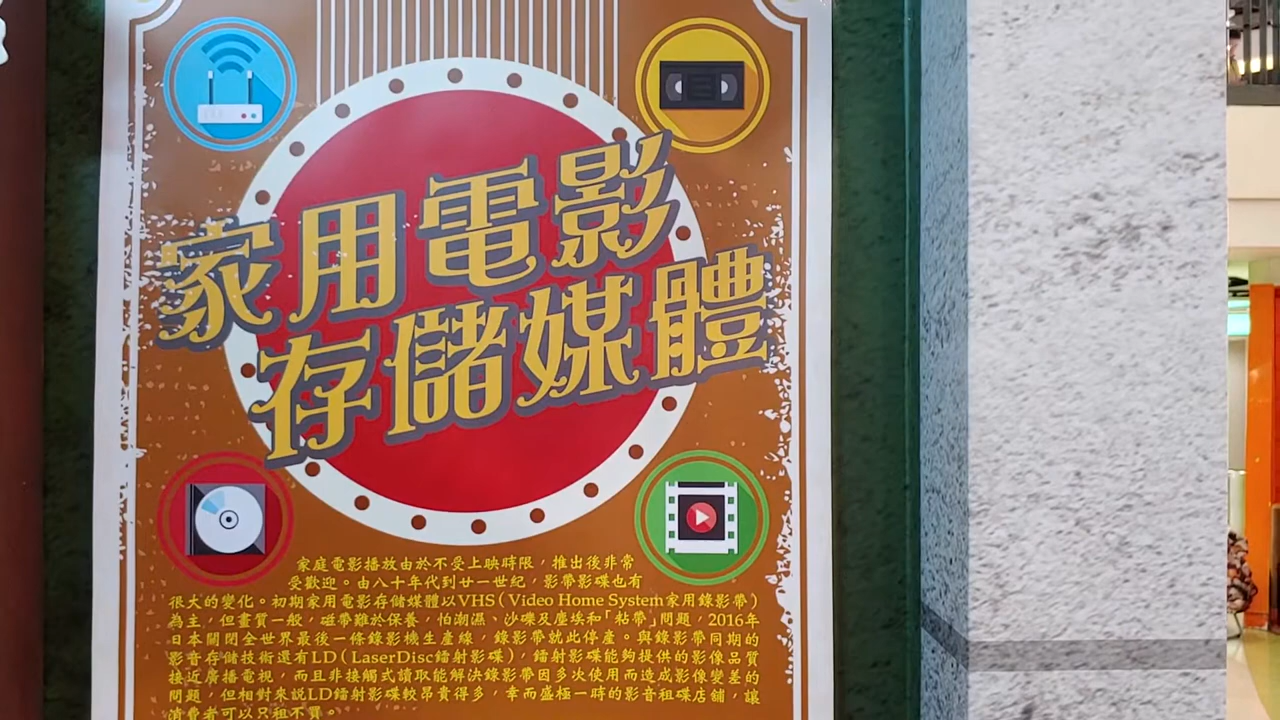 家用電影
存儲媒體
家庭電影播放由於不受上映時限，推出後非常
受歡迎。由八十年代到廿一世紀，影帶影碟也有
很大的變化。初期家用電影存儲媒體以VHS（Video Home System家用錄影帶）
為主，但畫質一般，磁帶難於保養，怕潮濕、沙礫及塵埃和「粘帶」問題，2016年
日本關閉全世界最後一條錄影機生產線，錄影帶就此停產。與錄影帶同期的
影音存儲技術還有LD（LaserDisc鐳射影碟），鐳射影碟能夠提供的影像品質
接近廣播電視，而且非接觸式讀取能解決錄影帶因多次使用而造成影像變差的
問題，但相對來說LD鐳射影碟較昂貴得多，幸而盛極一時的影音租碟店舖，讓
消費者可以只租不買。